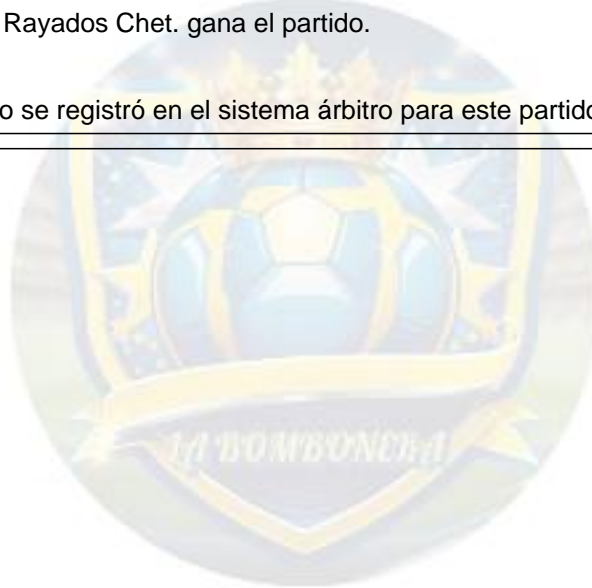 Rayados Chet. gana el partido.
o se registró en el sistema árbitro para este partido
LA BOMBONERA